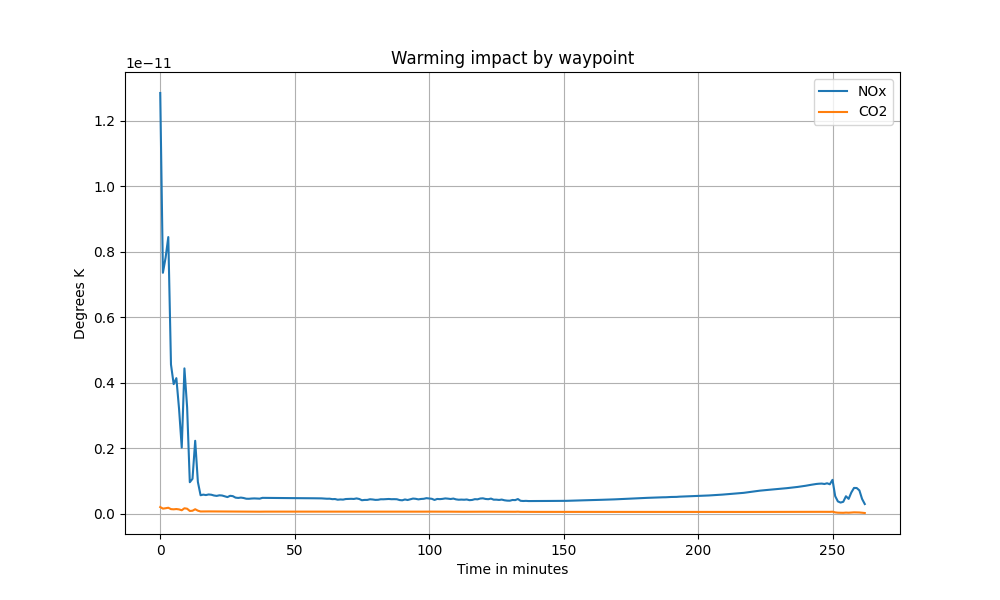 Warming impact by waypoint
1e−11
NOx
CO2
1.2
1.0
0.8
0.6
0.4
0.2
0.0
Degrees K
0 50 100 150 200 250
Time in minutes